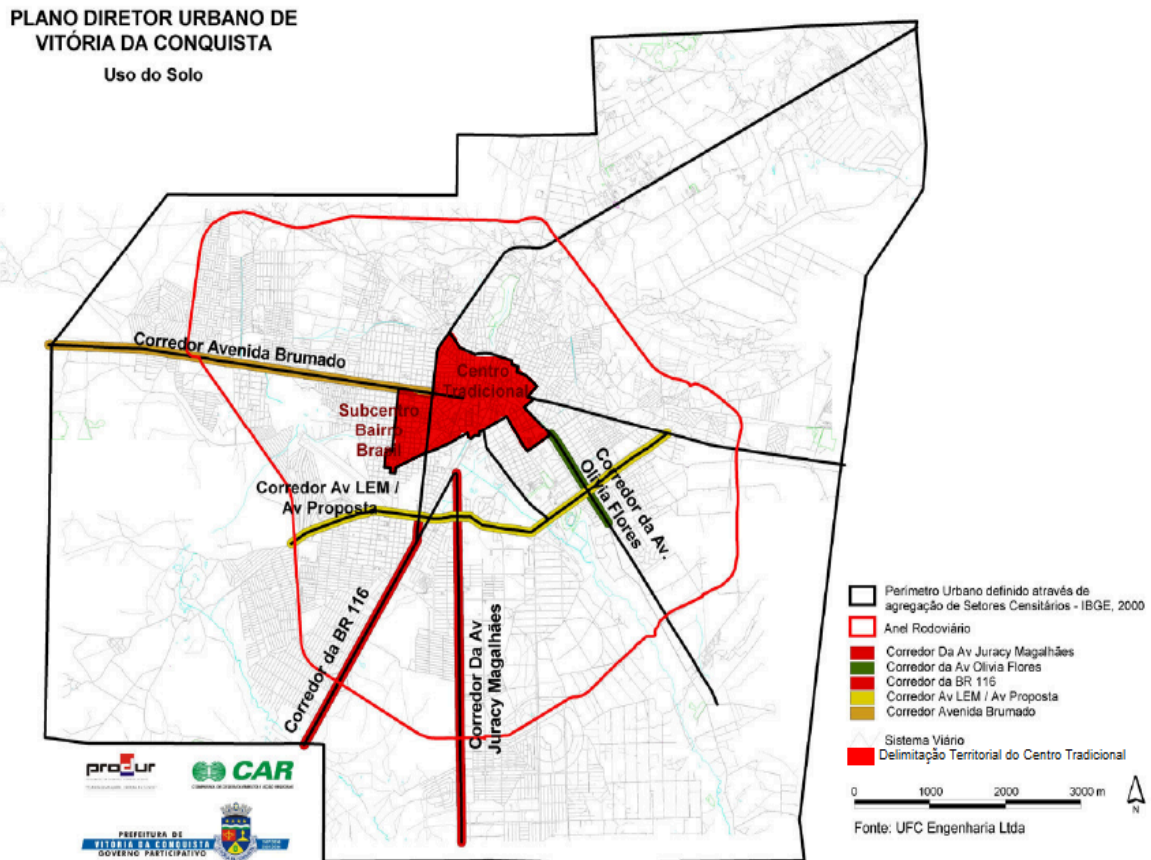 PLANO DIRETOR URBANO DE
VITÓRIA DA CONQUISTA
Uso do Solo
Corredor Avenida Brumado
Centro
Tradicional
Subcentro
Bairro
Brasil
Corredor Av LEM /
Av Proposta
Corredor da Av.
Olivia Flores
Corredor da BR 116
Corredor Da Av
Juracy Magalhães
Perímetro Urbano definido através de
agregação de Setores Censitários - IBGE, 2000
Anel Rodoviário
Corredor Da Av Juracy Magalhães
Corredor da Av Olivia Flores
Corredor da BR 116
Corredor Av LEM / Av Proposta
Corredor Avenida Brumado
Sistema Viário
Delimitação Territorial do Centro Tradicional
0 1000 2000 3000 m
N
Fonte: UFC Engenharia Ltda
produr
CAR
PREFEITURA DE
VITÓRIA DA CONQUISTA
GOVERNO PARTICIPATIVO